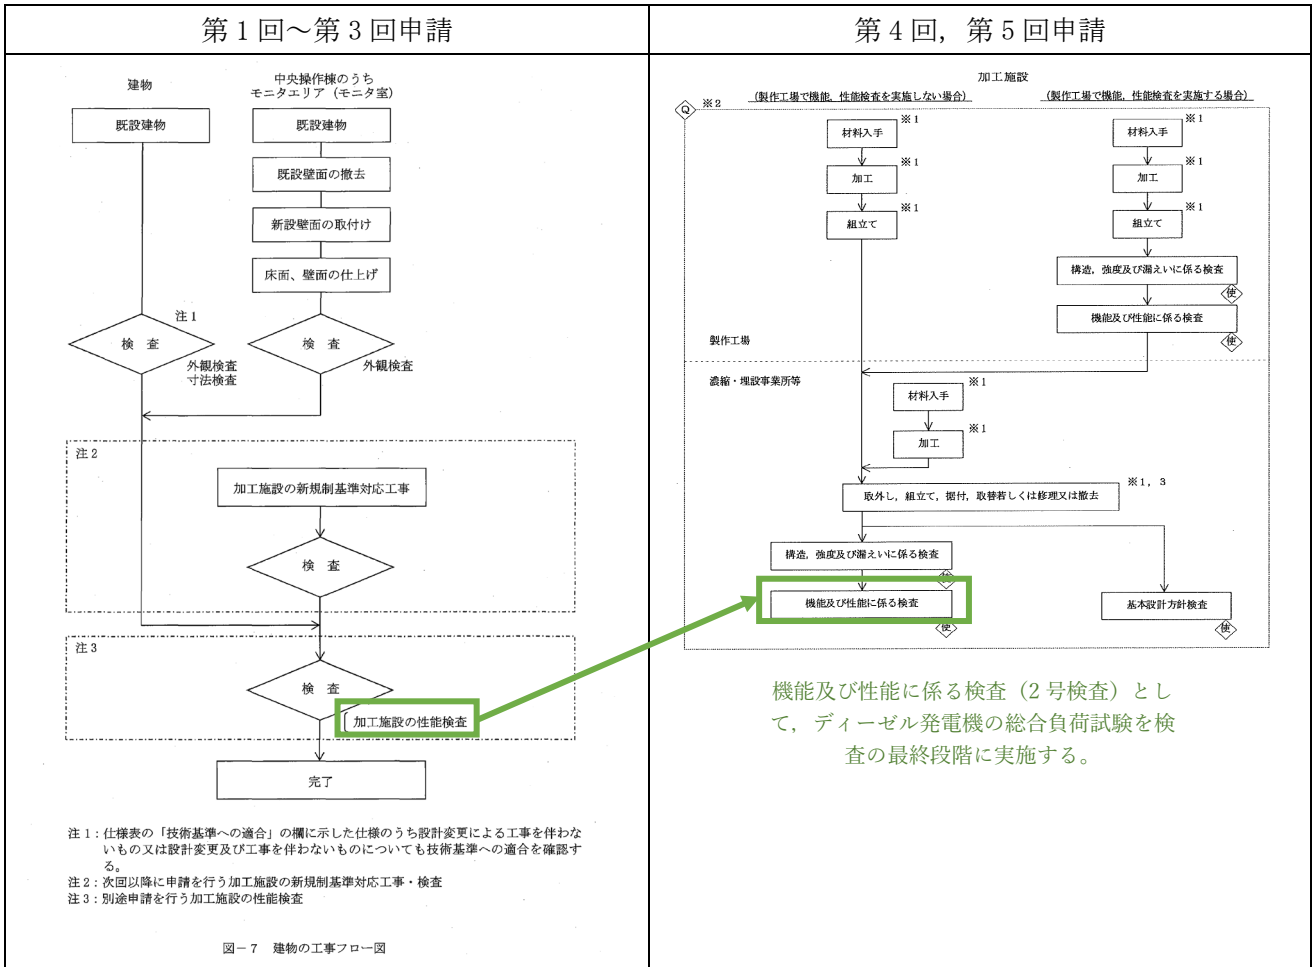 第１回～第３回申請
建物
中央操作棟のうち
モニタエリア（モニタ室）
既設建物
既設建物
既設壁面の撤去
新設壁面の取付け
床面、壁面の仕上げ
注１
検　査
外観検査
寸法検査
検　査
外観検査
注２
加工施設の新規制基準対応工事
検　査
注３
検　査
加工施設の性能検査
完了
注１：仕様表の「技術基準への適合」の欄に示した仕様のうち設計変更による工事を伴わな
いもの又は設計変更及び工事を伴わないものについても技術基準への適合を確認す
る。
注２：次回以降に申請を行う加工施設の新規制基準対応工事・検査
注３：別途申請を行う加工施設の性能検査
図－７　建物の工事フロー図
第４回，第５回申請
加工施設
Q
※２
（製作工場で機能，性能検査を実施しない場合）
（製作工場で機能，性能検査を実施する場合）
材料入手
※１
加工
※１
組立て
※１
材料入手
※１
加工
※１
組立て
※１
構造，強度及び漏えいに係る検査
使
機能及び性能に係る検査
使
製作工場
濃縮・埋設事業所等
材料入手
※１
加工
※１
取外し，組立て，据付，取替若しくは修理又は撤去
※１，３
構造，強度及び漏えいに係る検査
機能及び性能に係る検査
使
基本設計方針検査
使
機能及び性能に係る検査（２号検査）とし
て，ディーゼル発電機の総合負荷試験を検
査の最終段階に実施する。